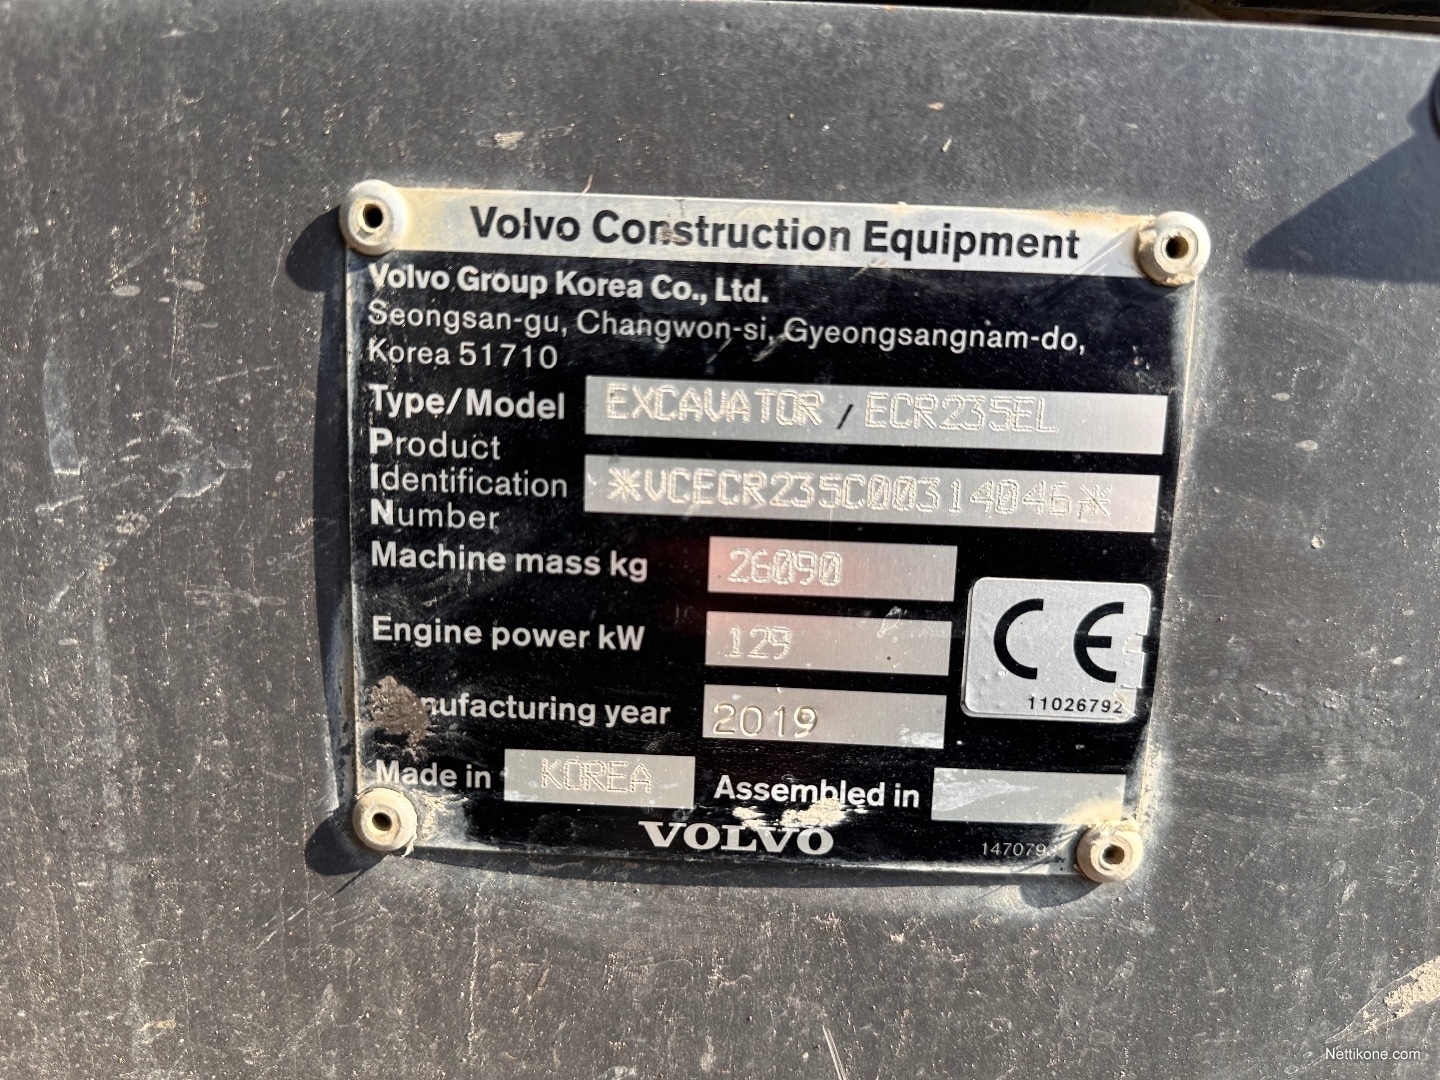 Volvo Construction Equipment
Volvo Group Korea Co., Ltd.
Seongsan-gu, Changwon-si, Gyeongsangnam-do,
Korea 51710
Type/Model EXCAVATOR / ECR235EL
Product
Identification *VCECR235C00314046*
Number
Machine mass kg 26090
Engine power kW 129
CE
11026792
year 2019
Made in KOREA Assembled in
VOLVO
Nettikone.com